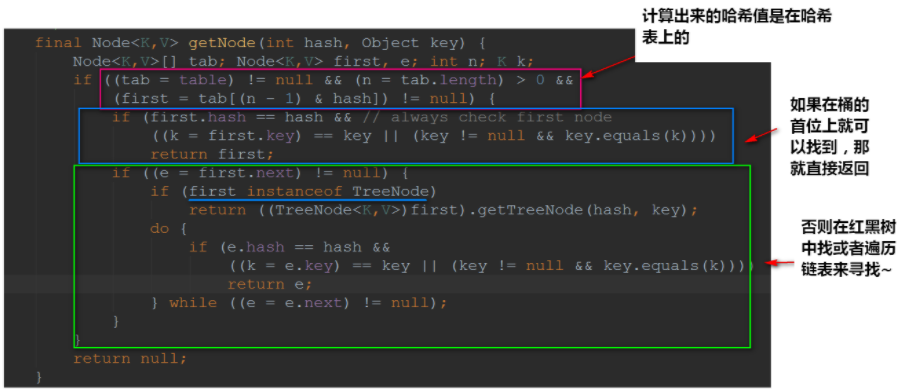 计算出来的哈希值是在哈希
表上的
final Node<K,V> getNode(int hash, Object key) {
Node<K,V>[] tab; Node<K,V> first, e; int n; K k;
if ((tab = table) != null && (n = tab.length) > 0 &&
(first = tab[(n - 1) & hash]) != null) {
if (first.hash == hash && // always check first node
((k = first.key) == key || (key != null && key.equals(k))))
return first;
如果在桶的
首位上就可
以找到，那
就直接返回
if ((e = first.next) != null) {
if (first instanceof TreeNode)
return ((TreeNode<K,V>)first).getTreeNode(hash, key);
do {
if (e.hash == hash &&
((k = e.key) == key || (key != null && key.equals(k))))
return e;
} while ((e = e.next) != null);
}
}
否则在红黑树
中找或者遍历
链表来寻找~
return null;
}